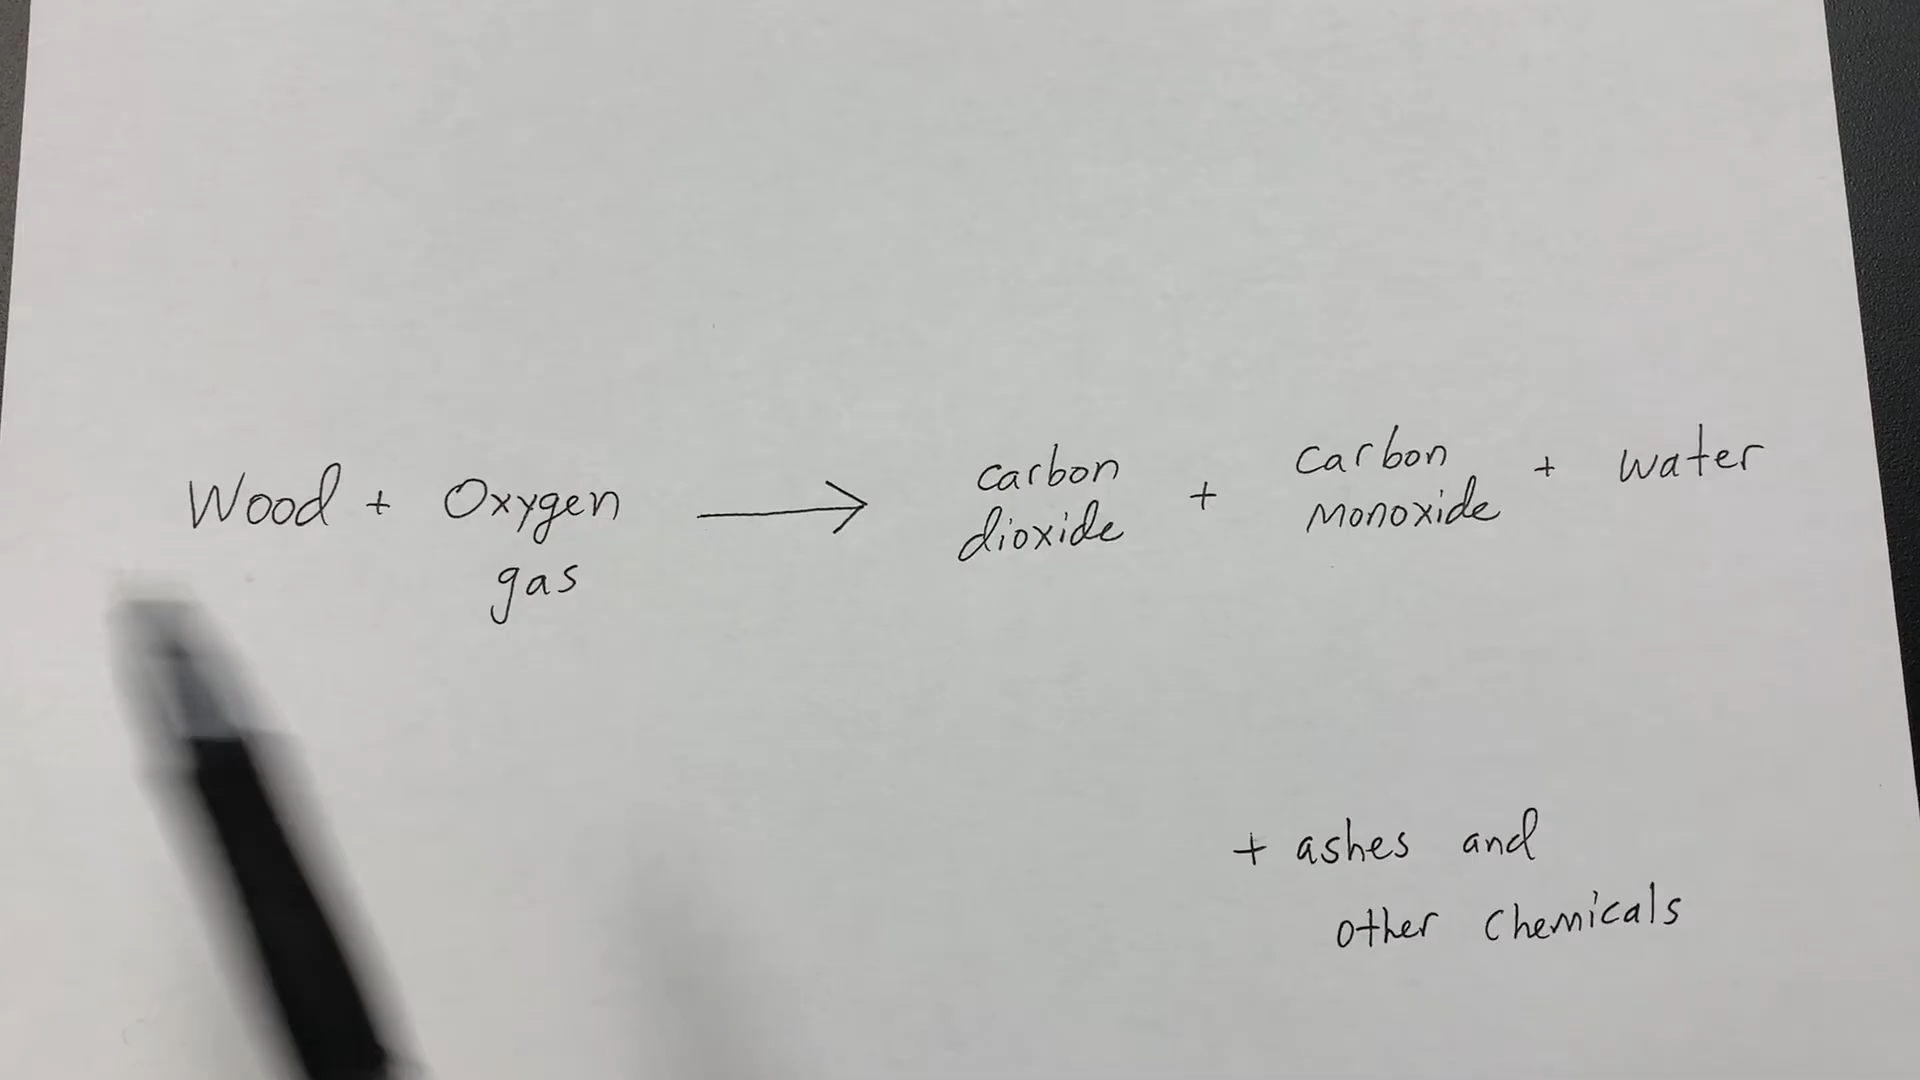 Wood + Oxygen gas → carbon dioxide + carbon monoxide + water
+ ashes and
other chemicals